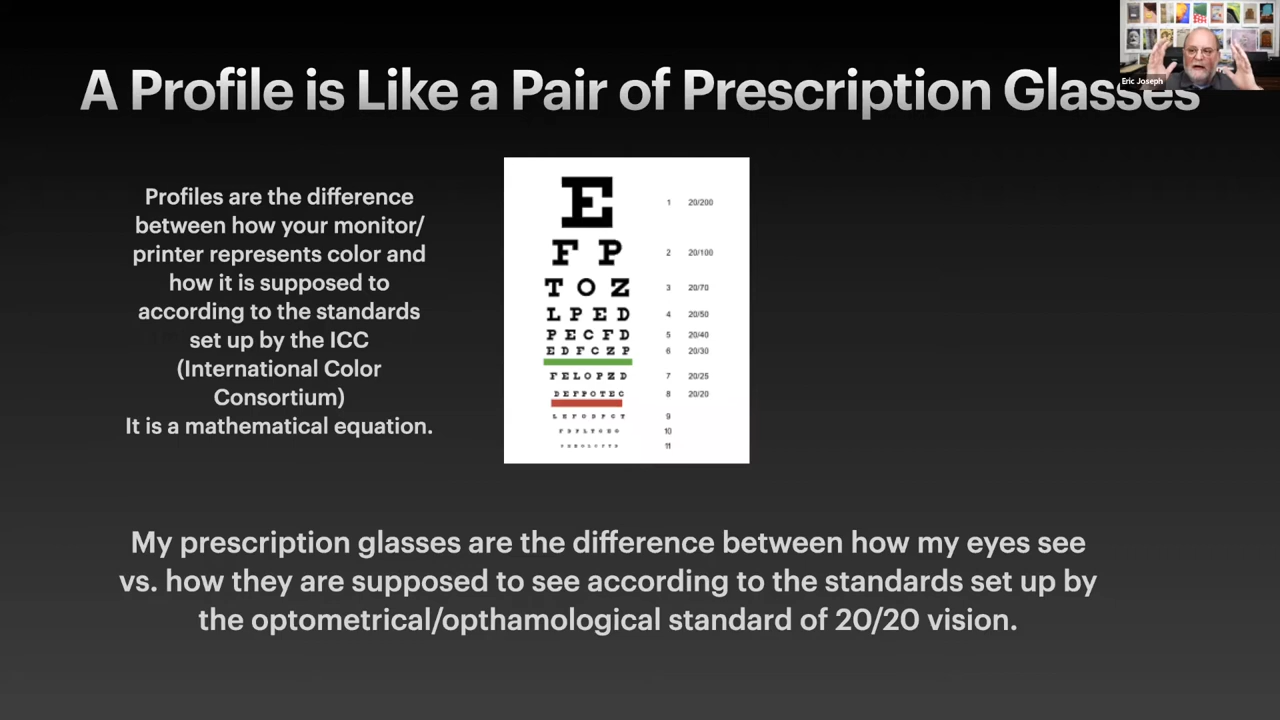 A Profile is Like a Pair of Prescription Glasses
Eric Joseph
Profiles are the difference
between how your monitor/
printer represents color and
how it is supposed to
according to the standards
set up by the ICC
(International Color
Consortium)
It is a mathematical equation.
E 1 20/200
F P 2 20/100
T O Z 3 20/70
L P E D 4 20/50
P E C F D 5 20/40
E D F C Z P 6 20/30
F E L O P Z D 7 20/25
D E F P O T E C 8 20/20
9
10
11
My prescription glasses are the difference between how my eyes see
vs. how they are supposed to see according to the standards set up by
the optometrical/opthamological standard of 20/20 vision.